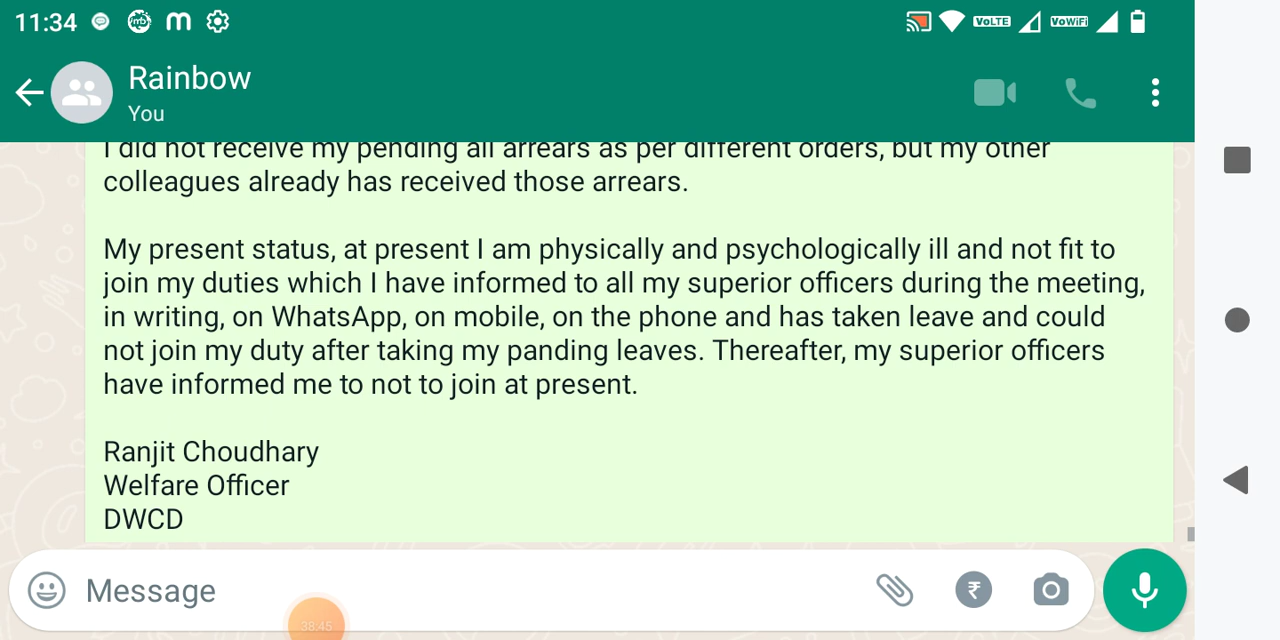 11:34
VoLTE
VoWiFi
Rainbow
You
I did not receive my pending all arrears as per different orders, but my other
colleagues already has received those arrears.
My present status, at present I am physically and psychologically ill and not fit to
join my duties which I have informed to all my superior officers during the meeting,
in writing, on WhatsApp, on mobile, on the phone and has taken leave and could
not join my duty after taking my panding leaves. Thereafter, my superior officers
have informed me to not to join at present.
Ranjit Choudhary
Welfare Officer
DWCD
Message
38:45